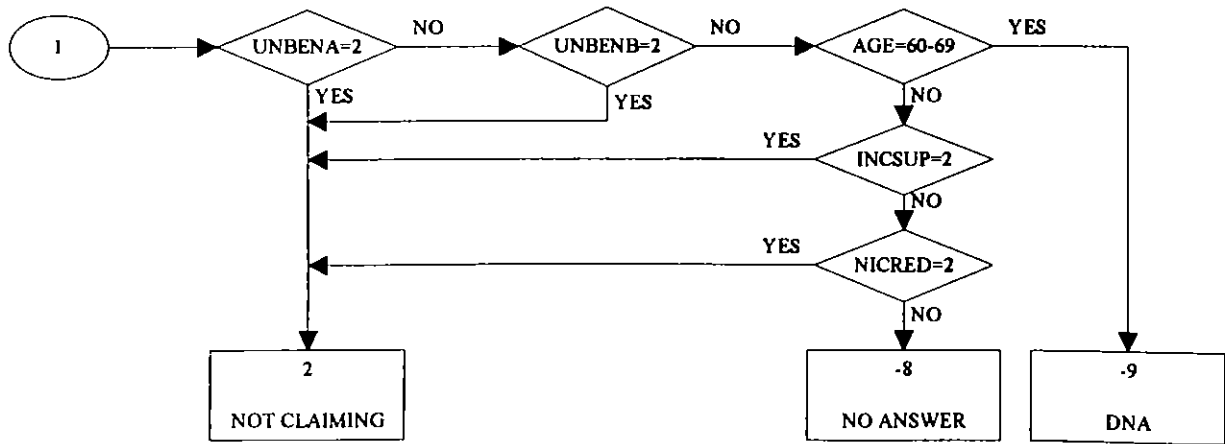 1
UNBENA=2
NO
UNBENB=2
NO
AGE=60-69
YES
YES
YES
NO
YES
INCSUP=2
NO
YES
NICRED=2
NO
2
NOT CLAIMING
-8
NO ANSWER
-9
DNA